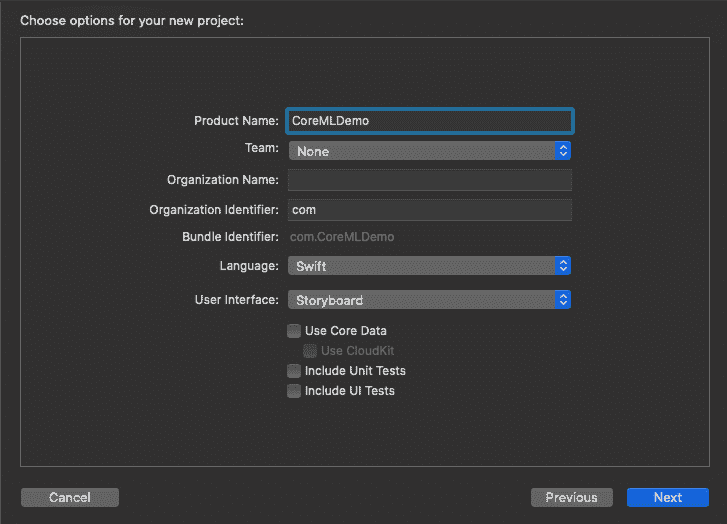 Choose options for your new project:
Product Name: CoreMLDemo
Team: None
Organization Name:
Organization Identifier: com
Bundle Identifier: com.CoreMLDemo
Language: Swift
User Interface: Storyboard
Use Core Data
Use CloudKit
Include Unit Tests
Include UI Tests
Cancel Previous Next